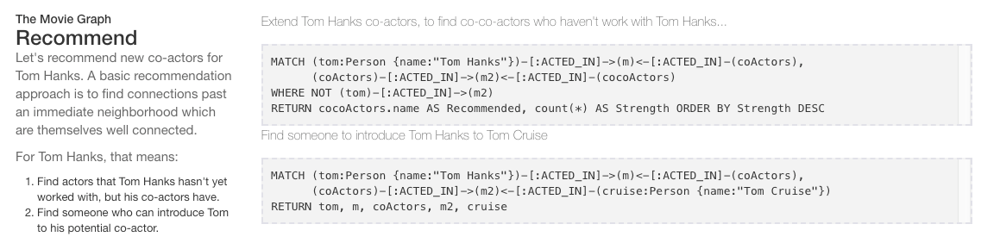 The Movie Graph
Recommend
Let's recommend new co-actors for
Tom Hanks. A basic recommendation
approach is to find connections past
an immediate neighborhood which
are themselves well connected.
For Tom Hanks, that means:
1. Find actors that Tom Hanks hasn't yet
worked with, but his co-actors have.
2. Find someone who can introduce Tom
to his potential co-actor.
Extend Tom Hanks co-actors, to find co-co-actors who haven't work with Tom Hanks...
MATCH (tom:Person {name:"Tom Hanks"})-[:ACTED_IN]->(m)<-[:ACTED_IN]-(coActors),
(coActors)-[:ACTED_IN]->(m2)<-[:ACTED_IN]-(cocoActors)
WHERE NOT (tom)-[:ACTED_IN]->(m2)
RETURN cocoActors.name AS Recommended, count(*) AS Strength ORDER BY Strength DESC
Find someone to introduce Tom Hanks to Tom Cruise
MATCH (tom:Person {name:"Tom Hanks"})-[:ACTED_IN]->(m)<-[:ACTED_IN]-(coActors),
(coActors)-[:ACTED_IN]->(m2)<-[:ACTED_IN]-(cruise:Person {name:"Tom Cruise"})
RETURN tom, m, coActors, m2, cruise